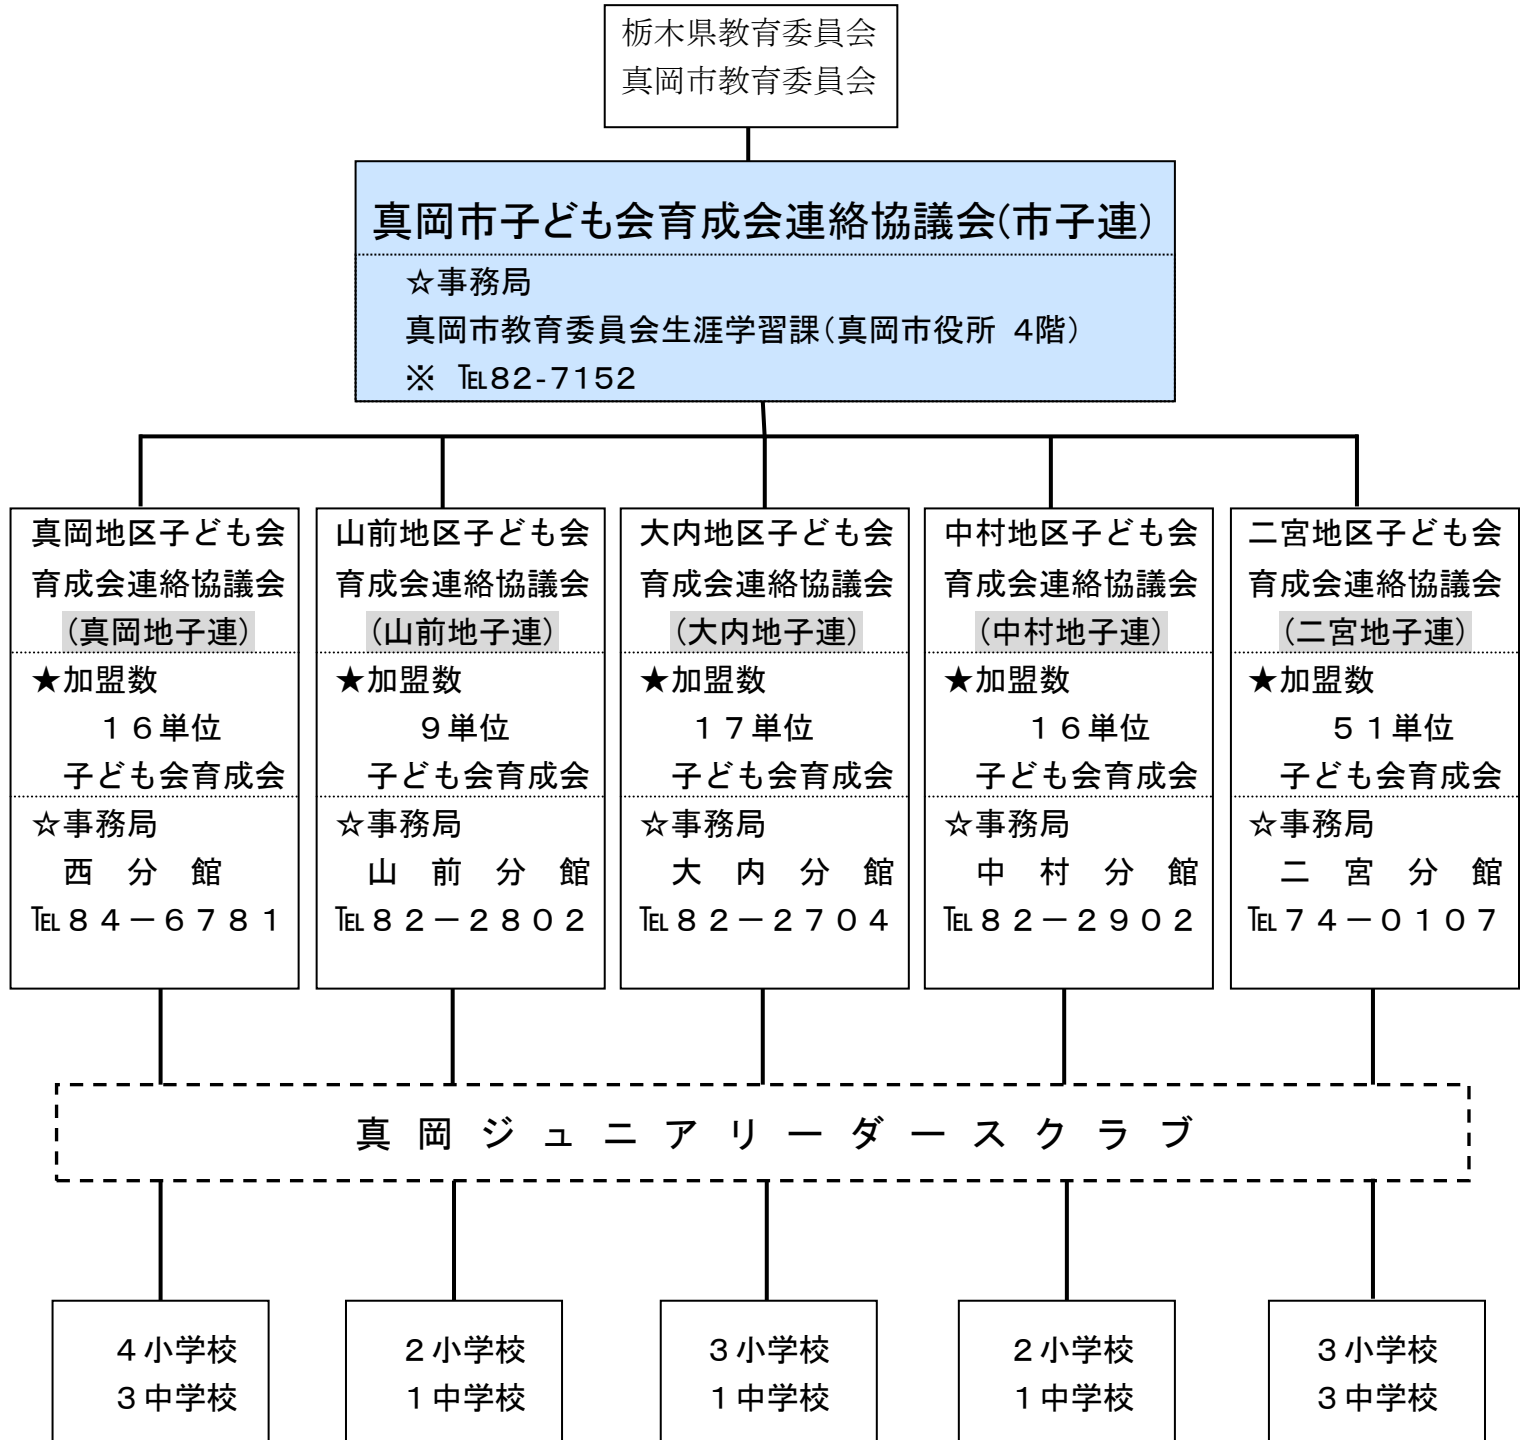 栃木県教育委員会
真岡市教育委員会
真岡市子ども会育成会連絡協議会(市子連)
☆事務局
真岡市教育委員会生涯学習課(真岡市役所 4階)
※ ℡82-7152
真岡地区子ども会
育成会連絡協議会
(真岡地子連)
★加盟数
16単位
子ども会育成会
☆事務局
西 分 館
℡84-6781
山前地区子ども会
育成会連絡協議会
(山前地子連)
★加盟数
9単位
子ども会育成会
☆事務局
山 前 分 館
℡82-2802
大内地区子ども会
育成会連絡協議会
(大内地子連)
★加盟数
17単位
子ども会育成会
☆事務局
大 内 分 館
℡82-2704
中村地区子ども会
育成会連絡協議会
(中村地子連)
★加盟数
16単位
子ども会育成会
☆事務局
中 村 分 館
℡82-2902
二宮地区子ども会
育成会連絡協議会
(二宮地子連)
★加盟数
51単位
子ども会育成会
☆事務局
二 宮 分 館
℡74-0107
真 岡 ジ ュ ニ ア リ ー ダ ー ス ク ラ ブ
4小学校
3中学校
2小学校
1中学校
3小学校
1中学校
2小学校
1中学校
3小学校
3中学校